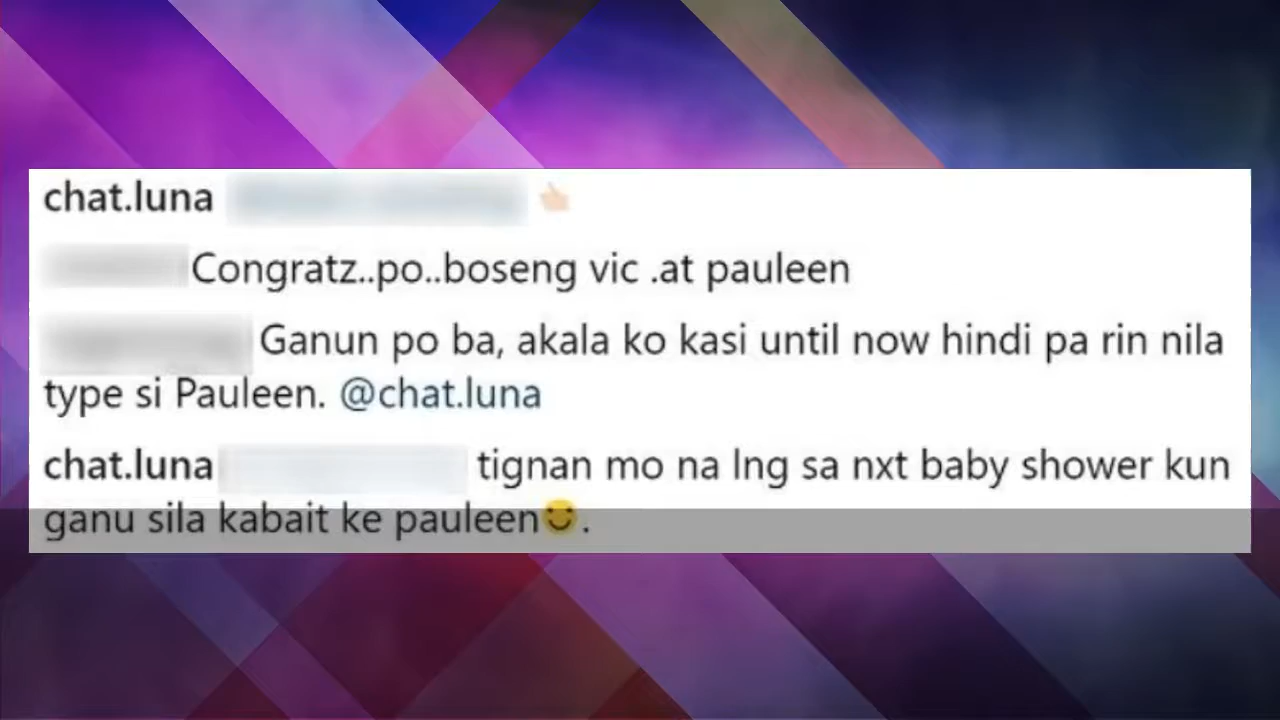 chat.luna
Congratz..po..boseng vic .at pauleen
Ganun po ba, akala ko kasi until now hindi pa rin nila
type si Pauleen. @chat.luna
chat.luna tignan mo na lng sa nxt baby shower kun
ganu sila kabait ke pauleen🙂.